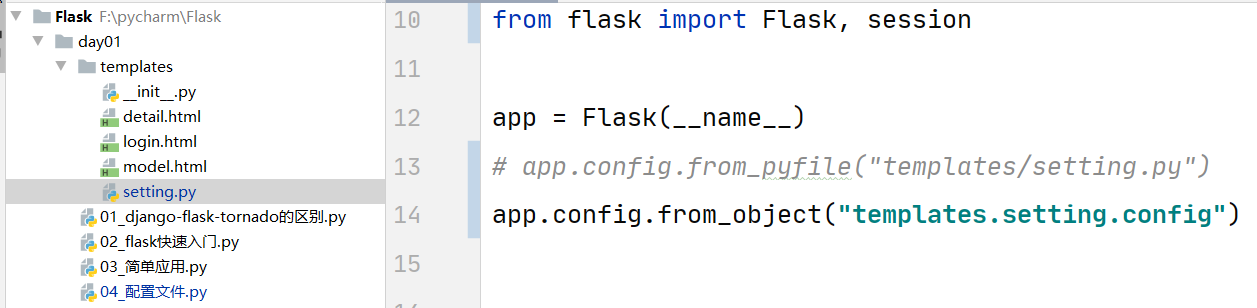 Flask F:\pycharm\Flask
day01
templates
__init__.py
detail.html
login.html
model.html
setting.py
01_django-flask-tornado的区别.py
02_flask快速入门.py
03_简单应用.py
04_配置文件.py
10 from flask import Flask, session
11
12 app = Flask(__name__)
13 # app.config.from_pyfile("templates/setting.py")
14 app.config.from_object("templates.setting.config")
15